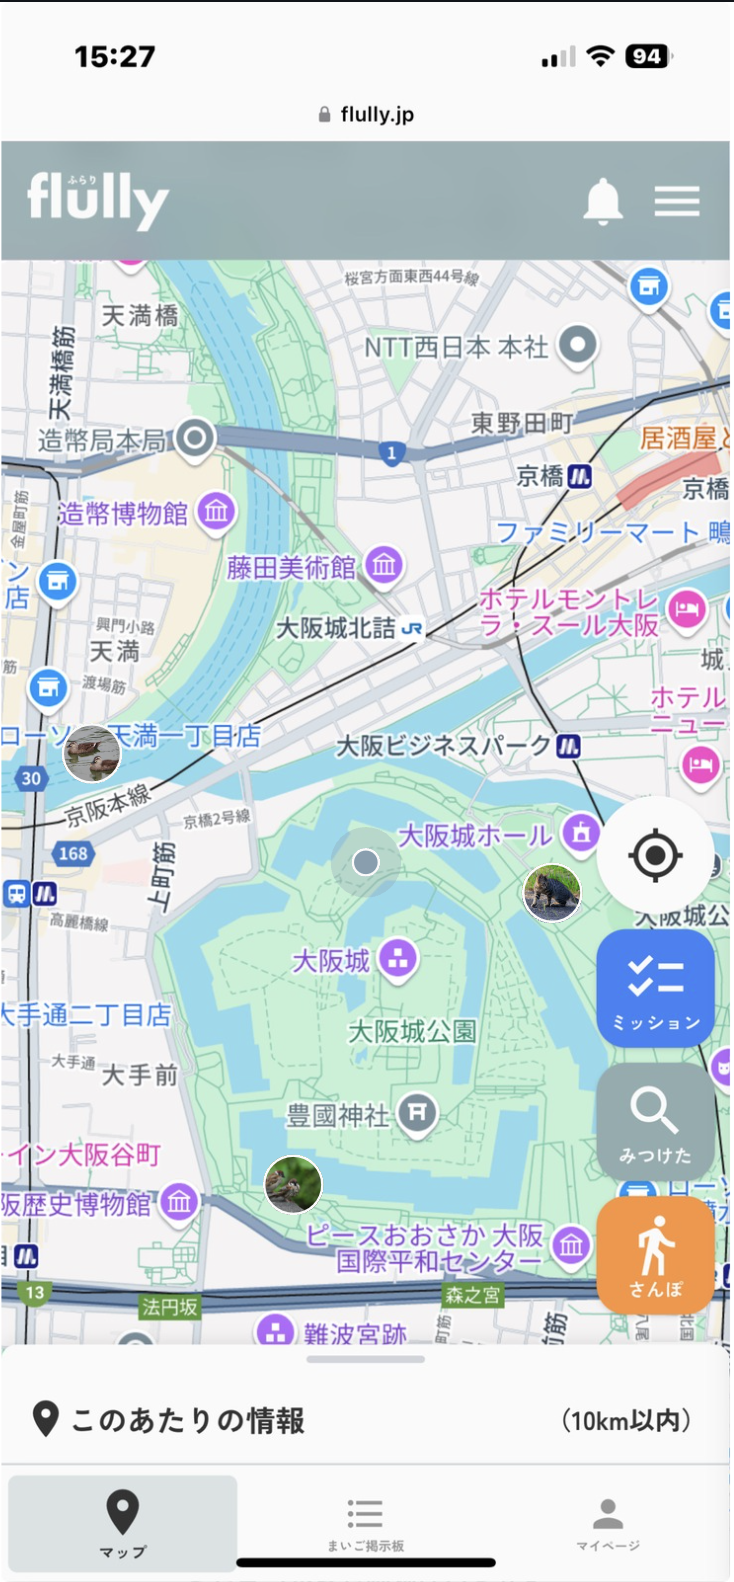 15:27
94
flully.jp
ふらり
flully
桜宮方面東西44号線
天満橋
天満橋筋
NTT西日本 本社
東野田町
造幣局本局
1
居酒屋と
京橋
京橋
金屋町筋
造幣博物館
ファミリーマート 鴫
藤田美術館
イン
店
ホテルモントレ
ラ・スール大阪
興門小路
大阪城北詰 JR
天満
筋
渡場筋
城
ホテル
ニュー
ローソン 天満一丁目店
大阪ビジネスパーク
30
京阪本線
京橋2号線
大阪城ホール
168
上町筋
高麗橋線
大阪城公
大阪城
大手通二丁目店
ミッション
大阪城公園
大手通
大手前
豊國神社
みつけた
イン大阪谷町
阪歴史博物館
ローソ
ピースおおさか 大阪
国際平和センター
さんぽ
13
法円坂
森之宮
難波宮跡
このあたりの情報
（10km以内）
マップ
まいご掲示板
マイページ